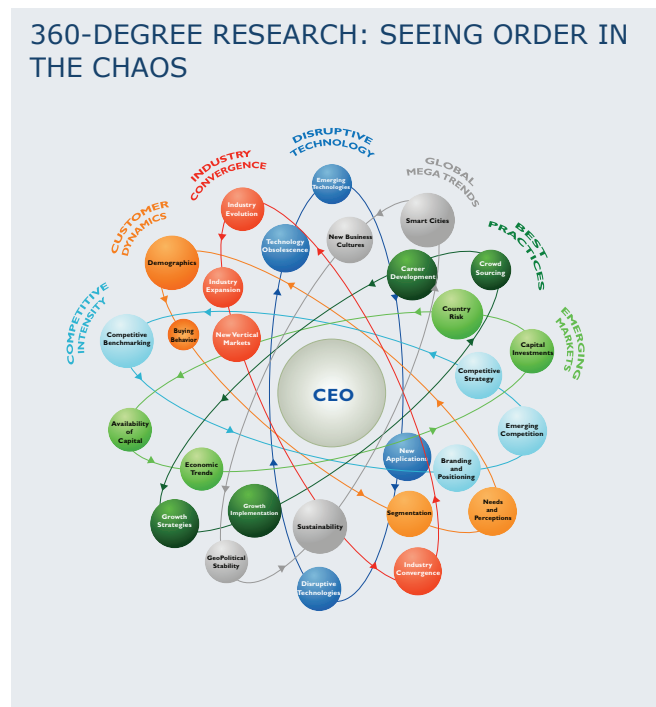 360-DEGREE RESEARCH: SEEING ORDER IN
THE CHAOS
DISRUPTIVE
TECHNOLOGY
INDUSTRY
CONVERGENCE
GLOBAL
MEGA TRENDS
CUSTOMER
DYNAMICS
BEST
PRACTICES
COMPETITIVE
INTENSITY
EMERGING
MARKETS
Emerging
Technologies
Industry
Evolution
Smart Cities
New Business
Cultures
Technology
Obsolescence
Demographics
Career
Development
Crowd
Sourcing
Industry
Expansion
Country
Risk
Buying
Behavior
New Vertical
Markets
Competitive
Benchmarking
Capital
Investments
Competitive
Strategy
CEO
Availability
of
Capital
Emerging
Competition
New
Applications
Economic
Trends
Branding
and
Positioning
Growth
Strategies
Growth
Implementation
Sustainability
Segmentation
Needs
and
Perceptions
GeoPolitical
Stability
Industry
Convergence
Disruptive
Technologies